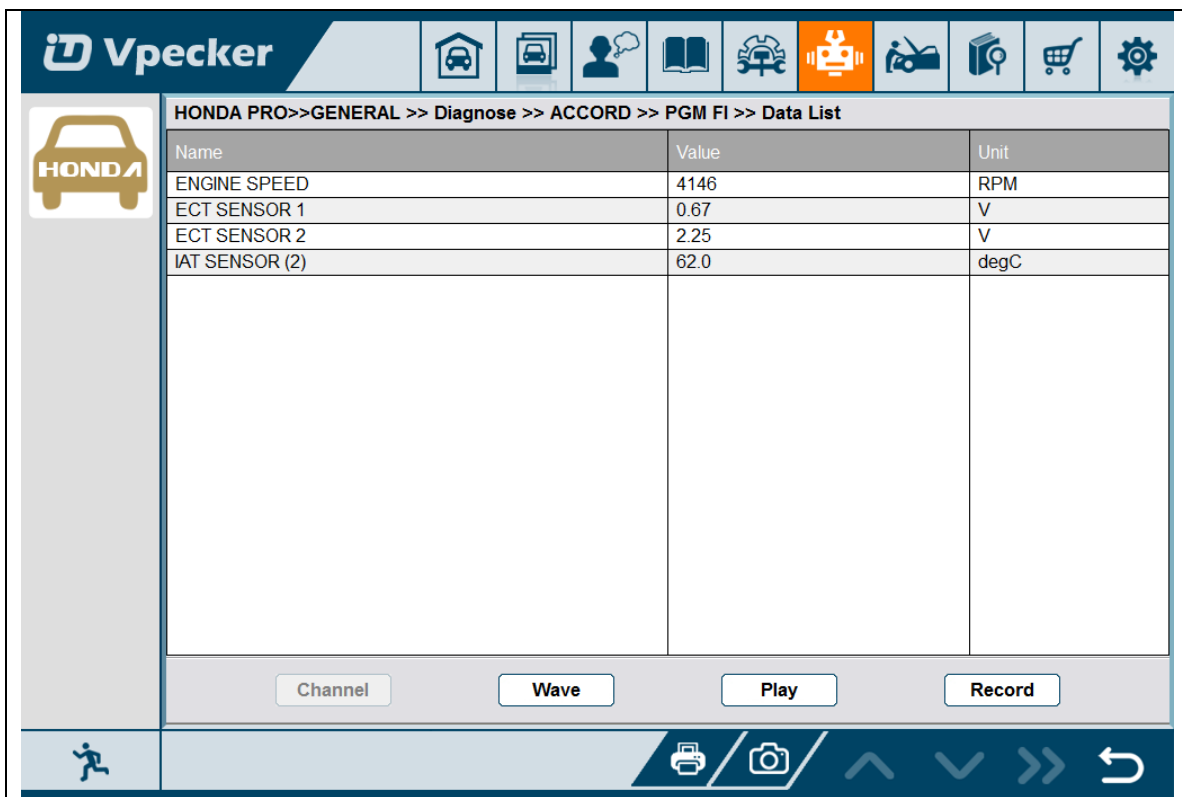 Vpecker
HONDA
HONDA PRO>>GENERAL >> Diagnose >> ACCORD >> PGM FI >> Data List
Name Value Unit
ENGINE SPEED 4146 RPM
ECT SENSOR 1 0.67 V
ECT SENSOR 2 2.25 V
IAT SENSOR (2) 62.0 degC
Channel Wave Play Record